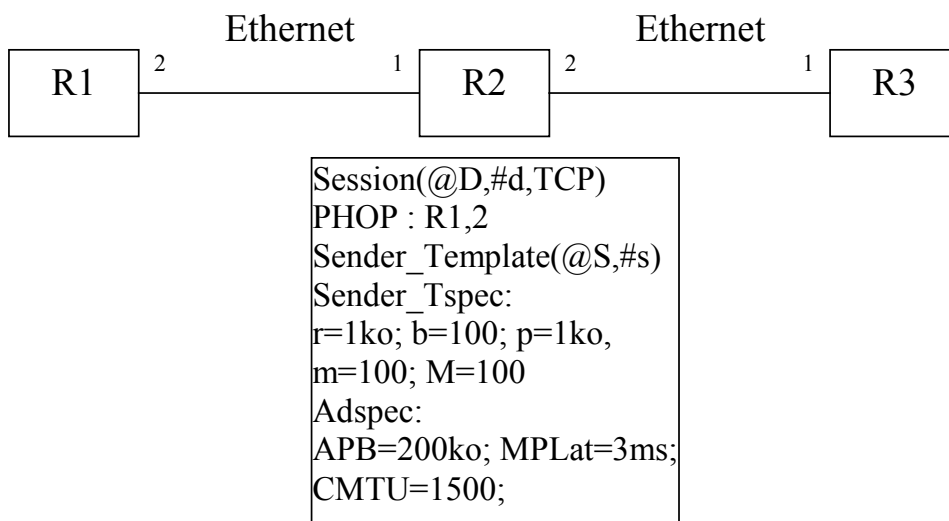 Ethernet
Ethernet
R1
2
1
R2
2
1
R3
Session(@D,#d,TCP)
PHOP : R1,2
Sender_Template(@S,#s)
Sender_Tspec:
r=1ko; b=100; p=1ko,
m=100; M=100
Adspec:
APB=200ko; MPLat=3ms;
CMTU=1500;